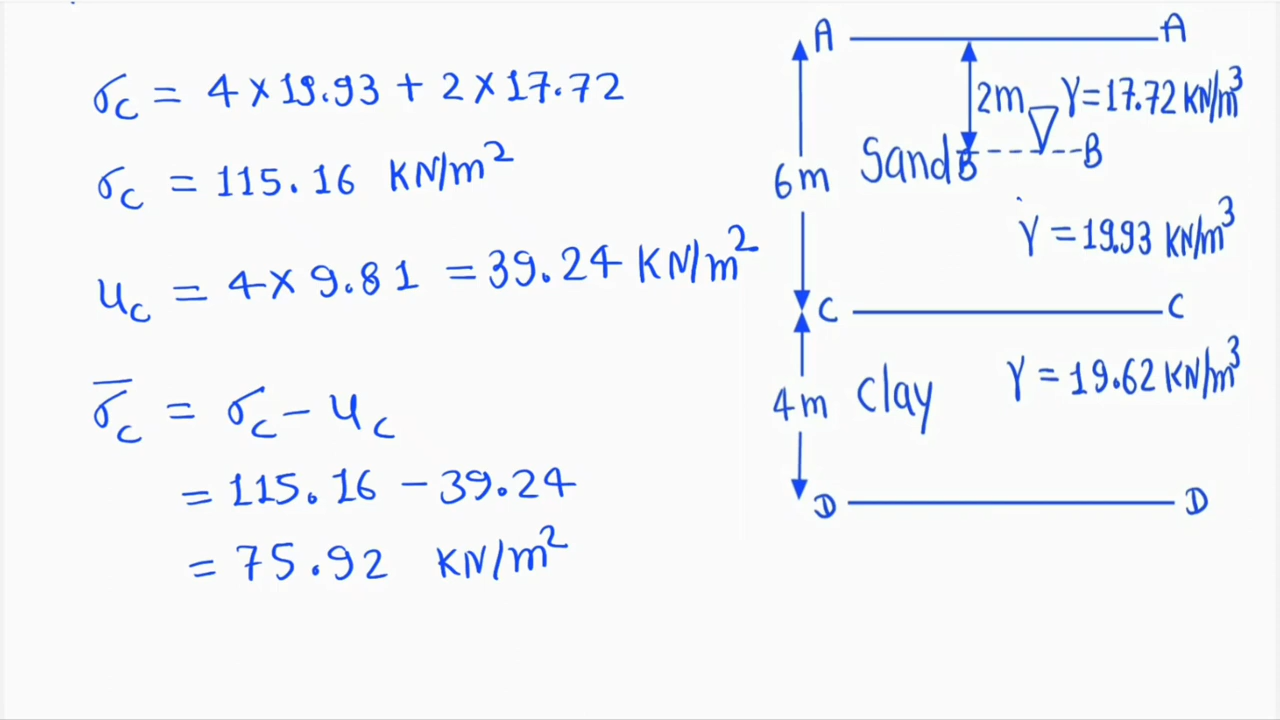 σc = 4 × 19.93 + 2 × 17.72
σc = 115.16 KN/m²
uc = 4 × 9.81 = 39.24 KN/m²
σ̅c = σc − uc
= 115.16 − 39.24
= 75.92 KN/m²
A A
2m γ = 17.72 KN/m³
Sand B B
6m
γ = 19.93 KN/m³
C C
4m Clay γ = 19.62 KN/m³
D D